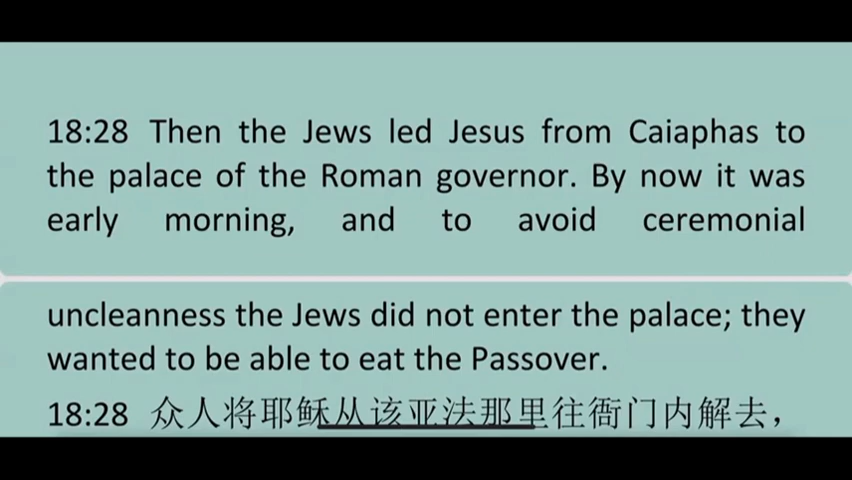 18:28 Then the Jews led Jesus from Caiaphas to
the palace of the Roman governor. By now it was
early morning, and to avoid ceremonial
uncleanness the Jews did not enter the palace; they
wanted to be able to eat the Passover.
18:28 众人将耶稣从该亚法那里往衙门内解去，